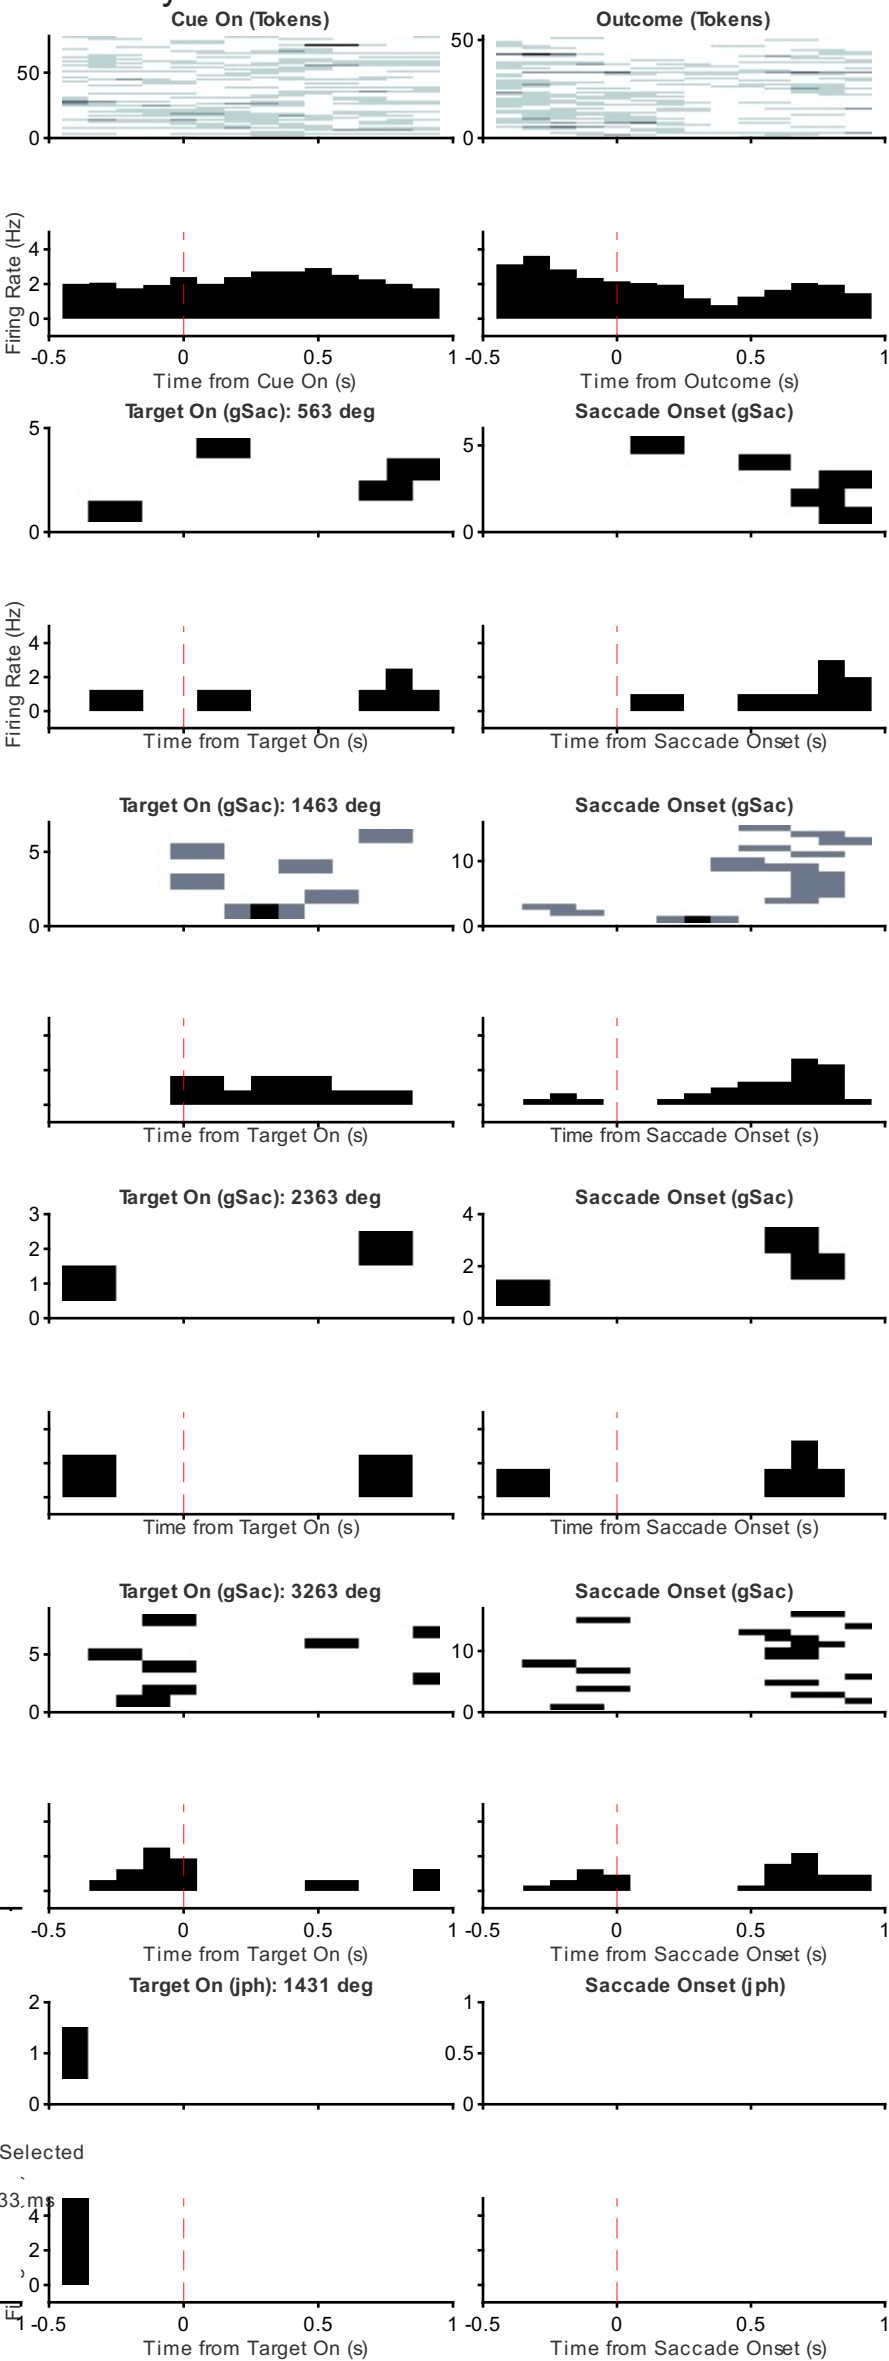 Cue On (Tokens) Outcome (Tokens)
50 50
0 0
Firing Rate (Hz)
4
2
0
-0.5 0 0.5 1 -0.5 0 0.5 1
Time from Cue On (s) Time from Outcome (s)
Target On (gSac): 563 deg Saccade Onset (gSac)
5 5
0 0
Firing Rate (Hz)
4
2
0
Time from Target On (s) Time from Saccade Onset (s)
Target On (gSac): 1463 deg Saccade Onset (gSac)
5 10
0 0
Time from Target On (s) Time from Saccade Onset (s)
Target On (gSac): 2363 deg Saccade Onset (gSac)
3 4
2 2
1
0 0
Time from Target On (s) Time from Saccade Onset (s)
Target On (gSac): 3263 deg Saccade Onset (gSac)
5 10
0 0
-0.5 0 0.5 1 -0.5 0 0.5 1
Time from Target On (s) Time from Saccade Onset (s)
Target On (jph): 1431 deg Saccade Onset (jph)
2 1
1 0.5
0 0
Selected
33 ms
4
2
0
1 -0.5 0 0.5 1 -0.5 0 0.5 1
Time from Target On (s) Time from Saccade Onset (s)